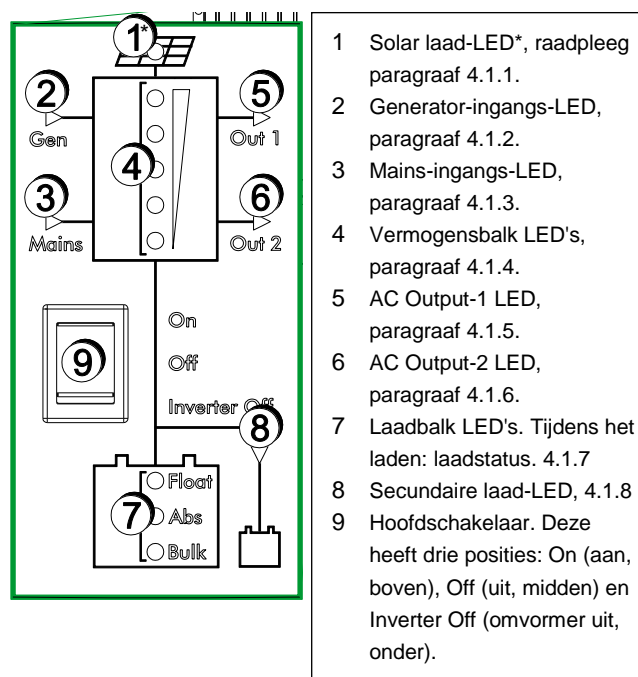 1*
2
Gen
3
Mains
4
5
Out 1
6
Out 2
On
Off
Inverter Off
9
8
7
Float
Abs
Bulk
1 Solar laad-LED*, raadpleeg
paragraaf 4.1.1.
2 Generator-ingangs-LED,
paragraaf 4.1.2.
3 Mains-ingangs-LED,
paragraaf 4.1.3.
4 Vermogensbalk LED's,
paragraaf 4.1.4.
5 AC Output-1 LED,
paragraaf 4.1.5.
6 AC Output-2 LED,
paragraaf 4.1.6.
7 Laadbalk LED's. Tijdens het
laden: laadstatus. 4.1.7
8 Secundaire laad-LED, 4.1.8
9 Hoofdschakelaar. Deze
heeft drie posities: On (aan,
boven), Off (uit, midden) en
Inverter Off (omvormer uit,
onder).